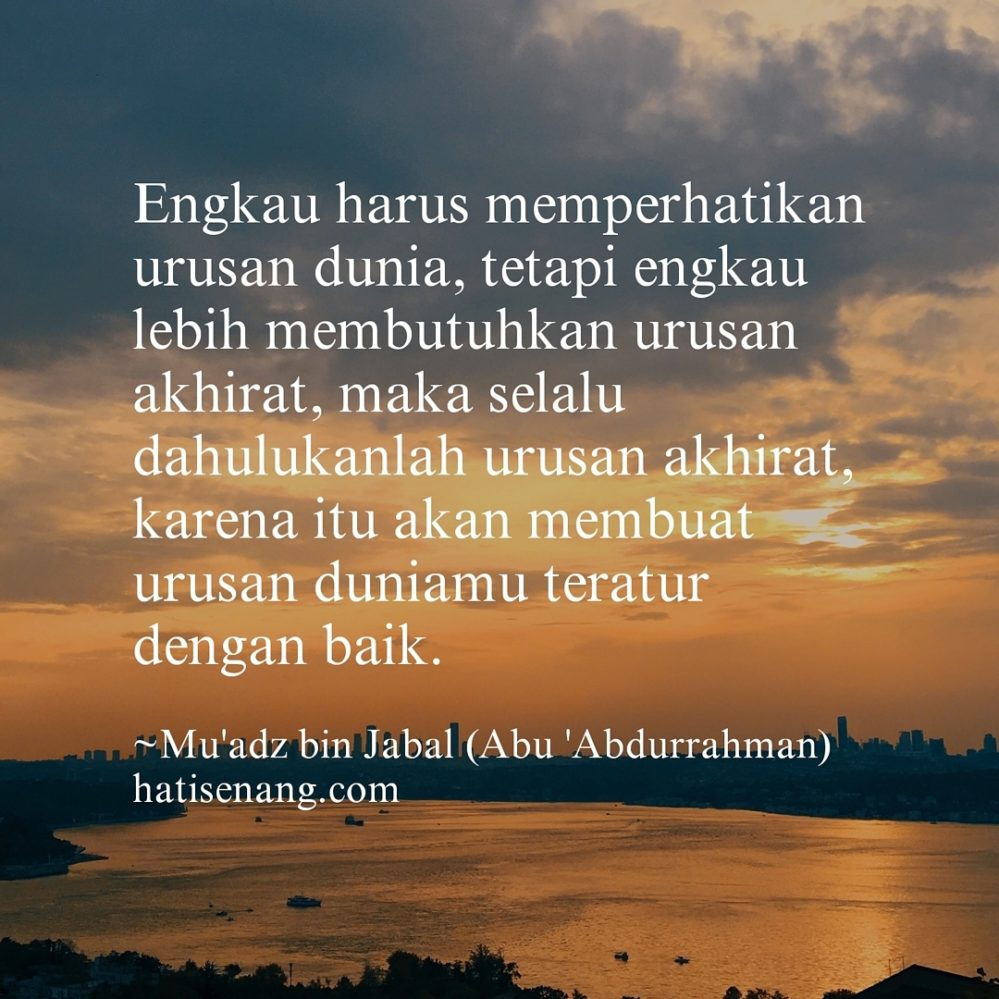 Engkau harus memperhatikan
urusan dunia, tetapi engkau
lebih membutuhkan urusan
akhirat, maka selalu
dahulukanlah urusan akhirat,
karena itu akan membuat
urusan duniamu teratur
dengan baik.
~Mu'adz bin Jabal (Abu 'Abdurrahman)
hatisenang.com